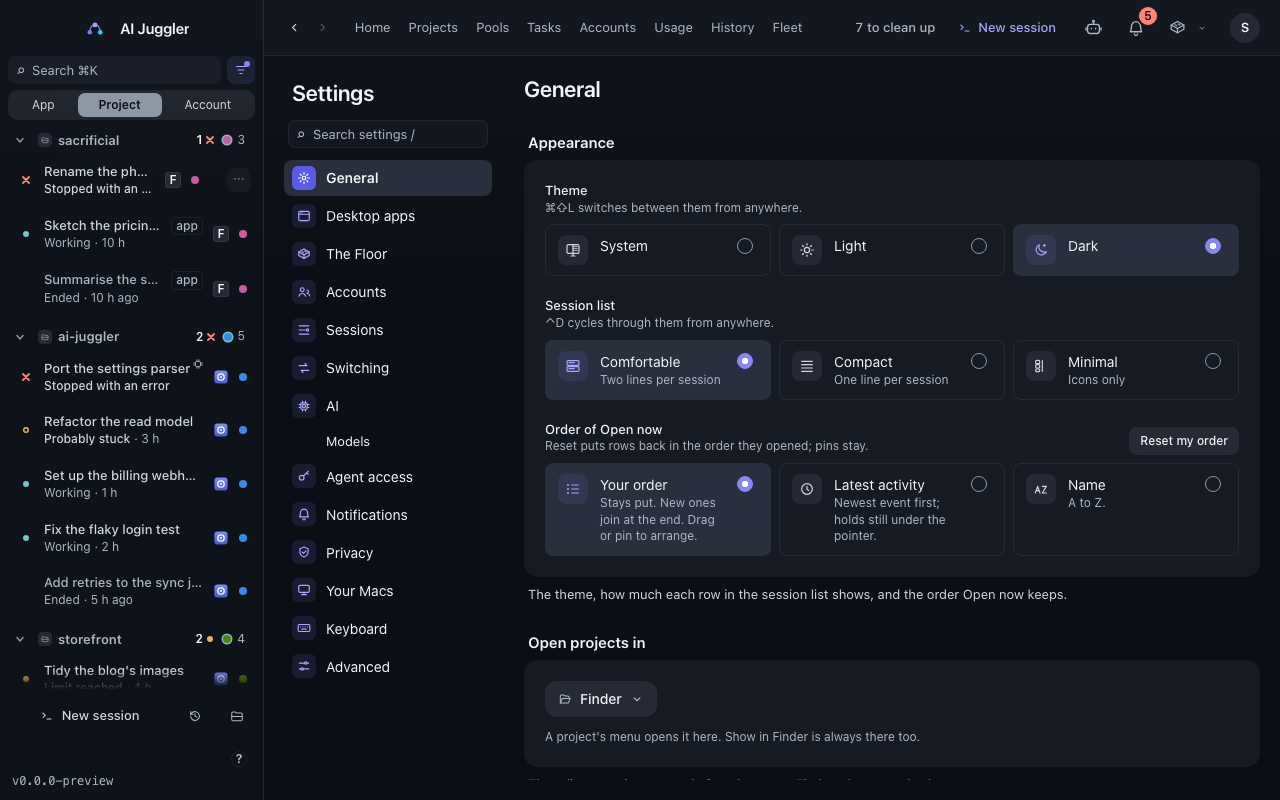 AI Juggler
Search ⌘K
App Project Account
sacrificial 1 3
Rename the ph... F
Stopped with an ...
Sketch the pricin... app F
Working · 10 h
Summarise the s... app F
Ended · 10 h ago
ai-juggler 2 5
Port the settings parser
Stopped with an error
Refactor the read model
Probably stuck · 3 h
Set up the billing webh...
Working · 1 h
Fix the flaky login test
Working · 2 h
Add retries to the sync j...
Ended · 5 h ago
storefront 2 4
Tidy the blog's images
Limit reached · 4 h
New session
?
v0.0.0-preview
Home Projects Pools Tasks Accounts Usage History Fleet 7 to clean up New session 5 S
Settings
Search settings /
General
Desktop apps
The Floor
Accounts
Sessions
Switching
AI
Models
Agent access
Notifications
Privacy
Your Macs
Keyboard
Advanced
General
Appearance
Theme
⌘⇧L switches between them from anywhere.
System Light Dark
Session list
^D cycles through them from anywhere.
Comfortable
Two lines per session
Compact
One line per session
Minimal
Icons only
Order of Open now
Reset puts rows back in the order they opened; pins stay.
Reset my order
Your order
Stays put. New ones
join at the end. Drag
or pin to arrange.
Latest activity
Newest event first;
holds still under the
pointer.
AZ
Name
A to Z.
The theme, how much each row in the session list shows, and the order Open now keeps.
Open projects in
Finder
A project's menu opens it here. Show in Finder is always there too.